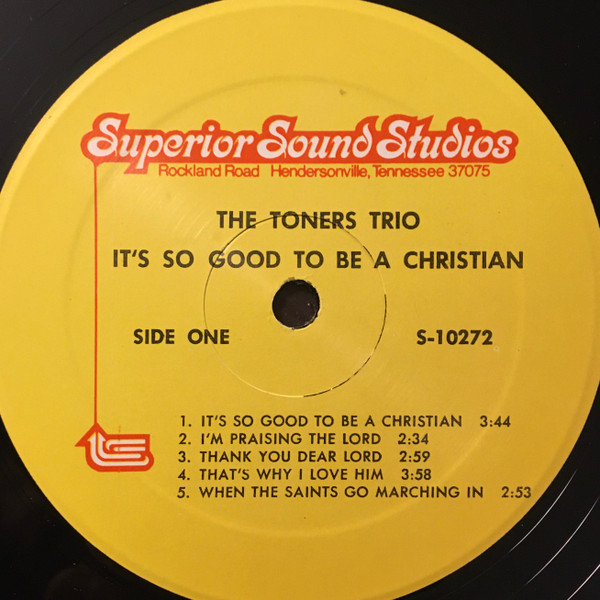 Superior Sound Studios
Rockland Road Hendersonville, Tennessee 37075
THE TONERS TRIO
IT'S SO GOOD TO BE A CHRISTIAN
SIDE ONE S-10272
1. IT'S SO GOOD TO BE A CHRISTIAN 3:44
2. I'M PRAISING THE LORD 2:34
3. THANK YOU DEAR LORD 2:59
4. THAT'S WHY I LOVE HIM 3:58
5. WHEN THE SAINTS GO MARCHING IN 2:53